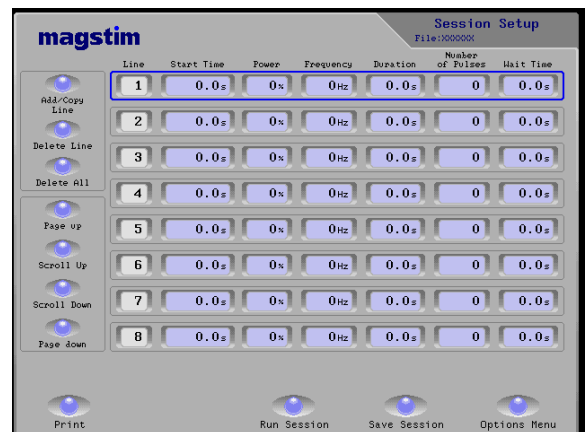 magstim
Session Setup
File:XXXXXX
Line Start Time Power Frequency Duration Number of Pulses Wait Time
1 0.0s 0% 0Hz 0.0s 0 0.0s
2 0.0s 0% 0Hz 0.0s 0 0.0s
3 0.0s 0% 0Hz 0.0s 0 0.0s
4 0.0s 0% 0Hz 0.0s 0 0.0s
5 0.0s 0% 0Hz 0.0s 0 0.0s
6 0.0s 0% 0Hz 0.0s 0 0.0s
7 0.0s 0% 0Hz 0.0s 0 0.0s
8 0.0s 0% 0Hz 0.0s 0 0.0s
Add/Copy
Line
Delete Line
Delete All
Page up
Scroll Up
Scroll Down
Page down
Print Run Session Save Session Options Menu